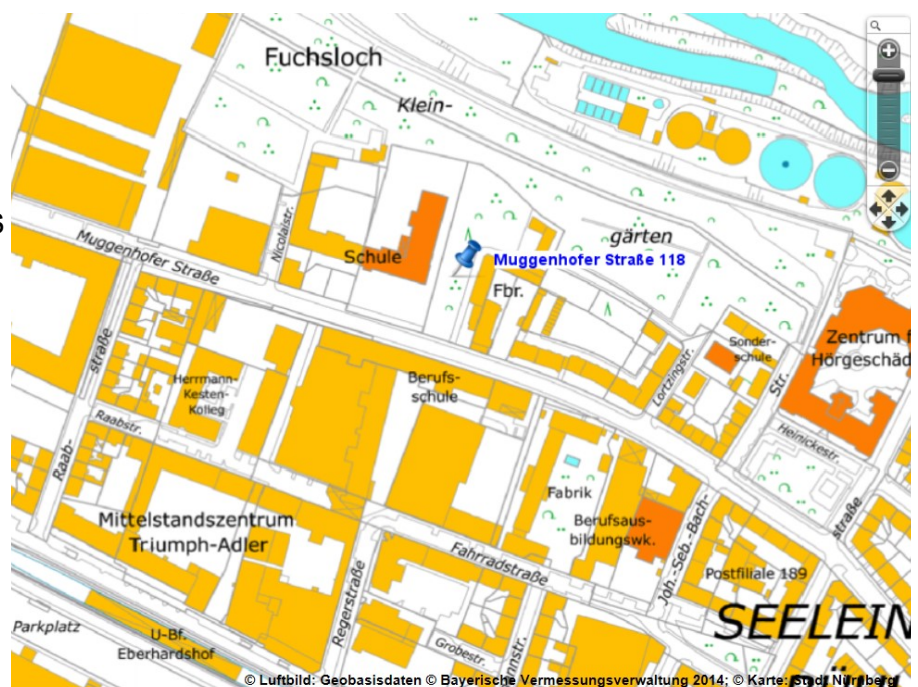 Fuchsloch
Klein-
gärten
s
Muggenhofer Straße
Nicolaistr.
Schule
Muggenhofer Straße 118
Fbr.
Sonder-
schule
Zentrum f
Hörgeschäd
Lortzingstr.
Str.
Heinickestr.
straße
Raab-
straße
Herrmann-
Kesten-
Kolleg
Raabstr.
Berufs-
schule
Fabrik
Berufsaus-
bildungswk.
Joh.-Seb.-Bach-
Postfiliale 189
Mittelstandszentrum
Triumph-Adler
Fahrradstraße
Regerstraße
Grobestr.
nnstr.
SEELEIN
Parkplatz
U-Bf.
Eberhardshof
© Luftbild: Geobasisdaten © Bayerische Vermessungsverwaltung 2014; © Karte: Stadt Nürnberg